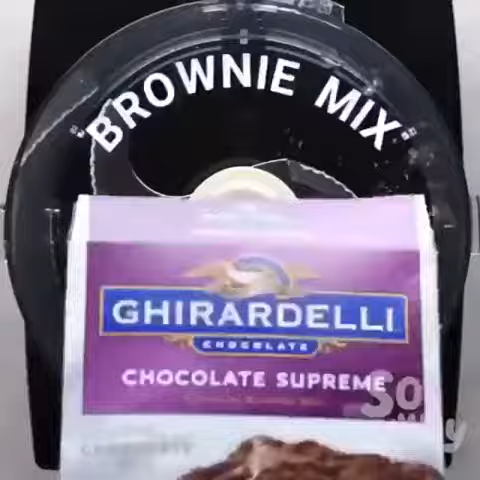 "BROWNIE MIX"
GHIRARDELLI
CHOCOLATE
CHOCOLATE SUPREME
So